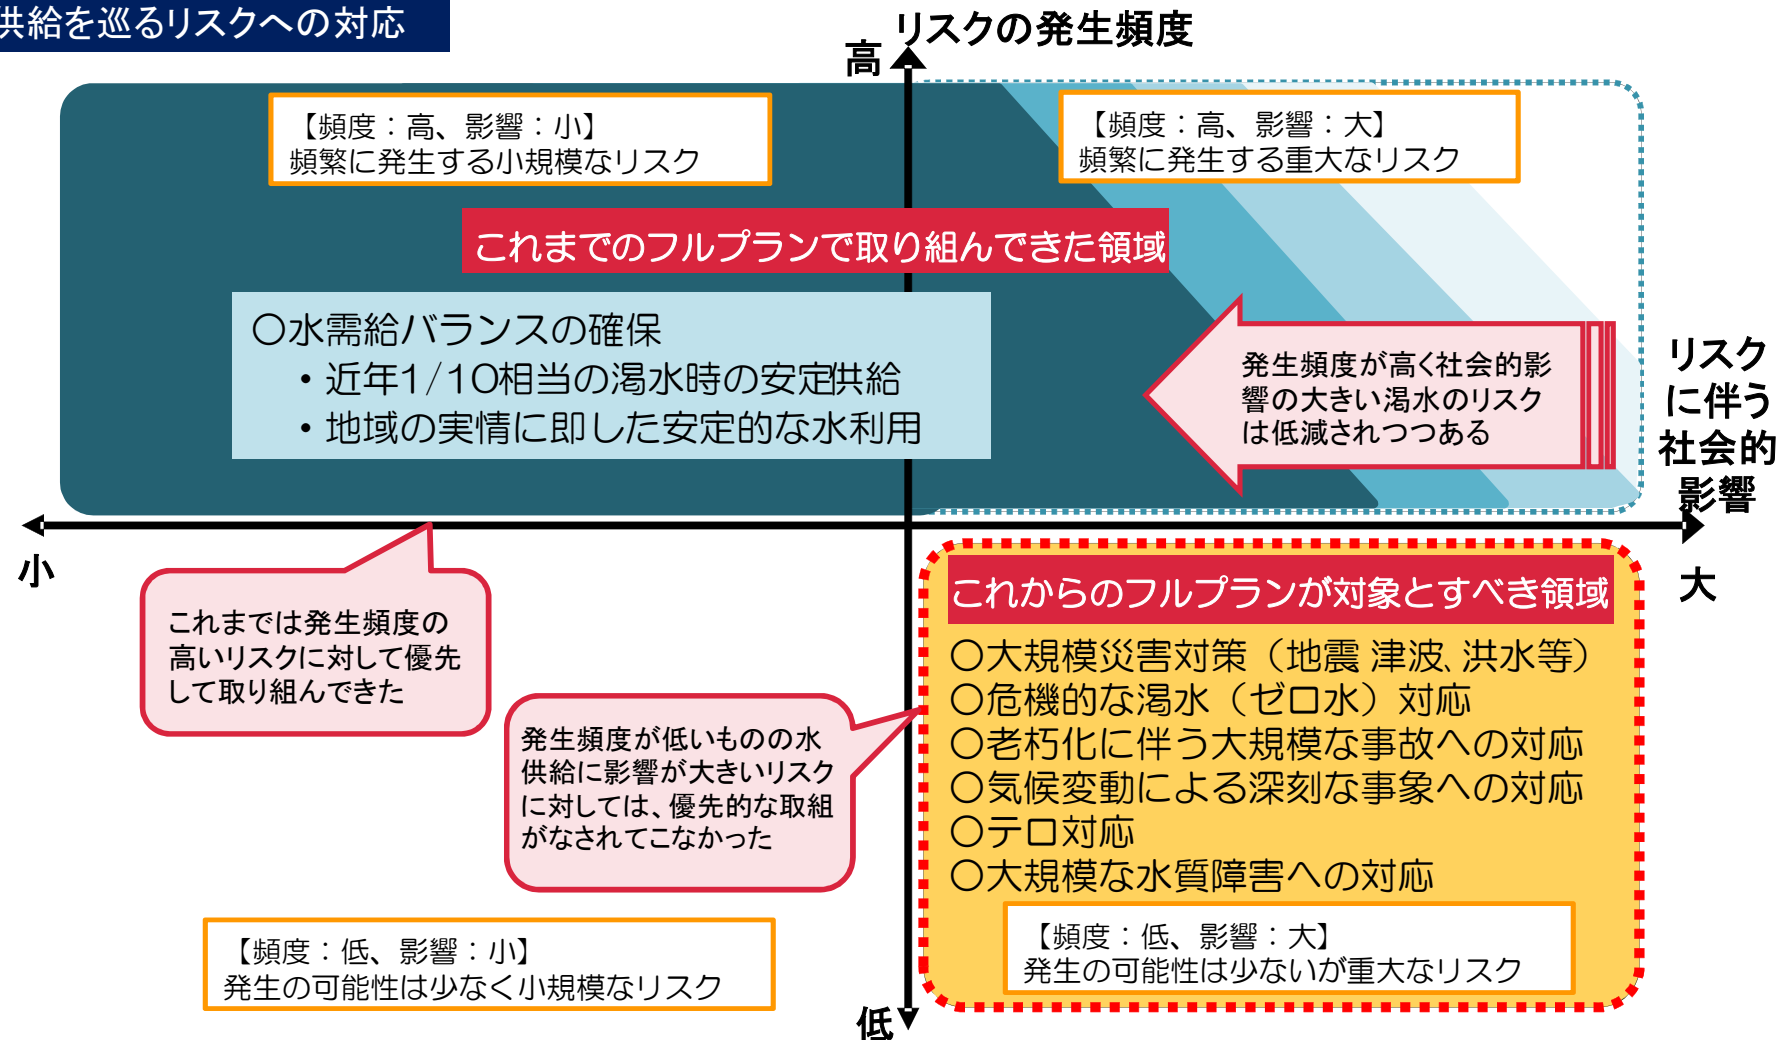 供給を巡るリスクへの対応
リスクの発生頻度
高
【頻度：高、影響：小】
頻繁に発生する小規模なリスク
【頻度：高、影響：大】
頻繁に発生する重大なリスク
これまでのフルプランで取り組んできた領域
〇水需給バランスの確保
・近年1/10相当の渇水時の安定供給
・地域の実情に即した安定的な水利用
発生頻度が高く社会的影
響の大きい渇水のリスク
は低減されつつある
リスク
に伴う
社会的
影響
小
大
これまでは発生頻度の
高いリスクに対して優先
して取り組んできた
発生頻度が低いものの水
供給に影響が大きいリスク
に対しては、優先的な取組
がなされてこなかった
これからのフルプランが対象とすべき領域
〇大規模災害対策（地震 津波、洪水等）
〇危機的な渇水（ゼロ水）対応
〇老朽化に伴う大規模な事故への対応
〇気候変動による深刻な事象への対応
〇テロ対応
〇大規模な水質障害への対応
【頻度：低、影響：小】
発生の可能性は少なく小規模なリスク
【頻度：低、影響：大】
発生の可能性は少ないが重大なリスク
低